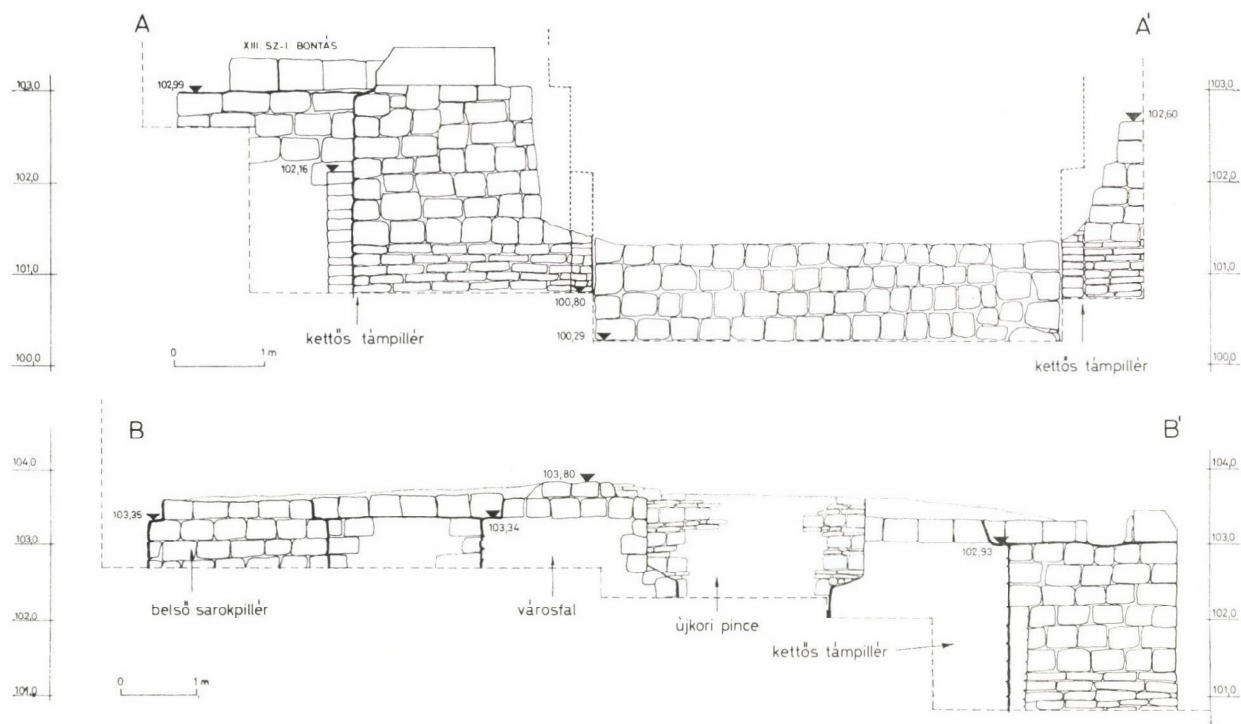 A
A'
XIII. SZ-I. BONTÁS
103,0
102,99
103,0
102,60
102,16
102,0
102,0
101,0
101,0
100,80
100,29
kettős támpillér
0 1 m
100,0
100,0
kettős támpillér
B
B'
104,0
103,80
104,0
103,35
103,34
103,0
102,93
103,0
belső sarokpillér
városfal
újkori pince
102,0
102,0
kettős támpillér
0 1 m
101,0
101,0